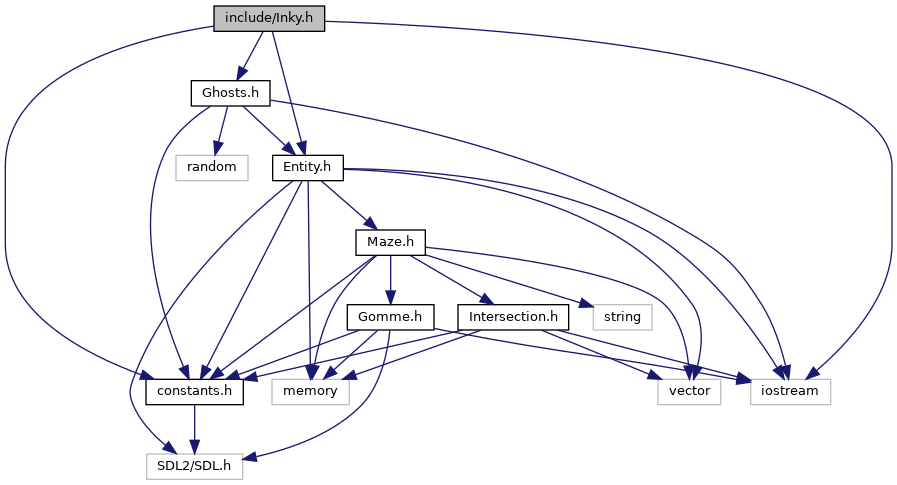 include/Inky.h
Ghosts.h
random
Entity.h
Maze.h
Gomme.h
Intersection.h
string
constants.h
memory
vector
iostream
SDL2/SDL.h